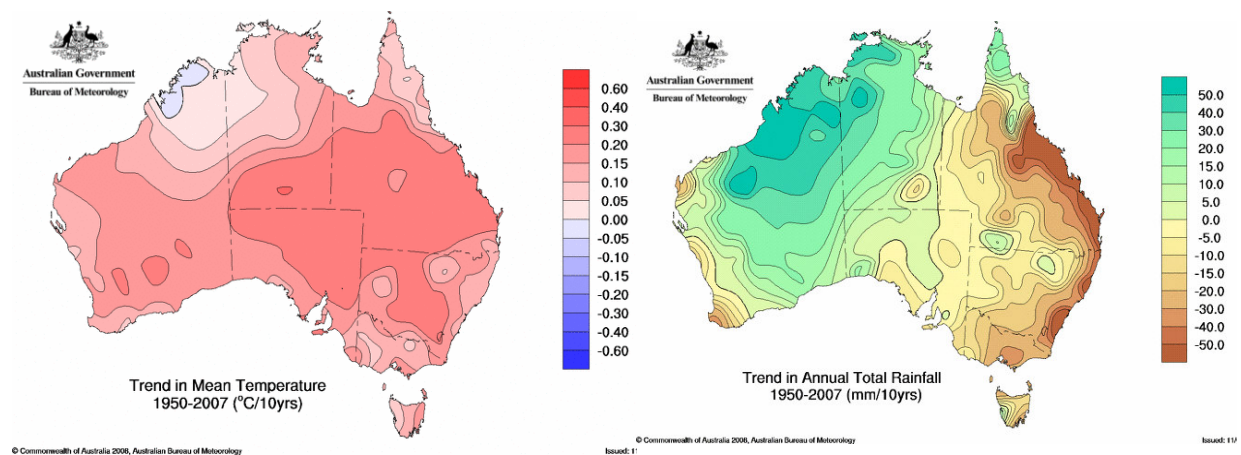 Australian Government
Bureau of Meteorology
0.60
0.40
0.30
0.20
0.15
0.10
0.05
0.00
-0.05
-0.10
-0.15
-0.20
-0.30
-0.40
-0.60
Trend in Mean Temperature
1950-2007 (°C/10yrs)
© Commonwealth of Australia 2008, Australian Bureau of Meteorology
Issued: 1
Australian Government
Bureau of Meteorology
50.0
40.0
30.0
20.0
15.0
10.0
5.0
0.0
-5.0
-10.0
-15.0
-20.0
-30.0
-40.0
-50.0
Trend in Annual Total Rainfall
1950-2007 (mm/10yrs)
© Commonwealth of Australia 2008, Australian Bureau of Meteorology
Issued: 11/